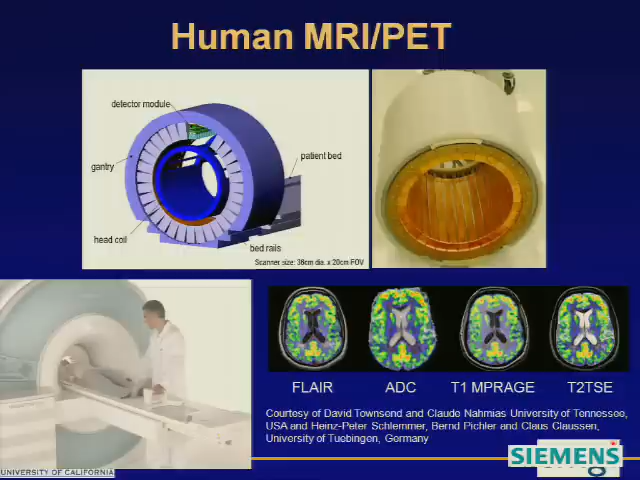 Human MRI/PET
detector module
gantry
patient bed
head coil
bed rails
Scanner size: 36cm dia. x 20cm FOV
FLAIR
ADC
T1 MPRAGE
T2TSE
Courtesy of David Townsend and Claude Nahmias University of Tennessee,
USA and Heinz-Peter Schlemmer, Bernd Pichler and Claus Claussen,
University of Tuebingen, Germany
SIEMENS
UNIVERSITY OF CALIFORNIA